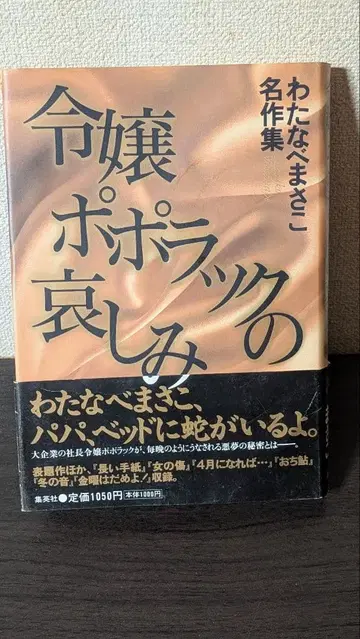 わたなべまさこ
名作集
令嬢
ポポラックの
哀しみ
わたなべまさこ、
パパ、ベッドに蛇がいるよ。
大企業の社長令嬢ポポラックが、毎晩のようにうなされる悪夢の秘密とは——。
表題作ほか、『長い手紙』『女の傷』『4月になれば…』『おち鮎』
『冬の音』『金曜はだめよ!』収録。
集英社●定価1050円 本体1000円